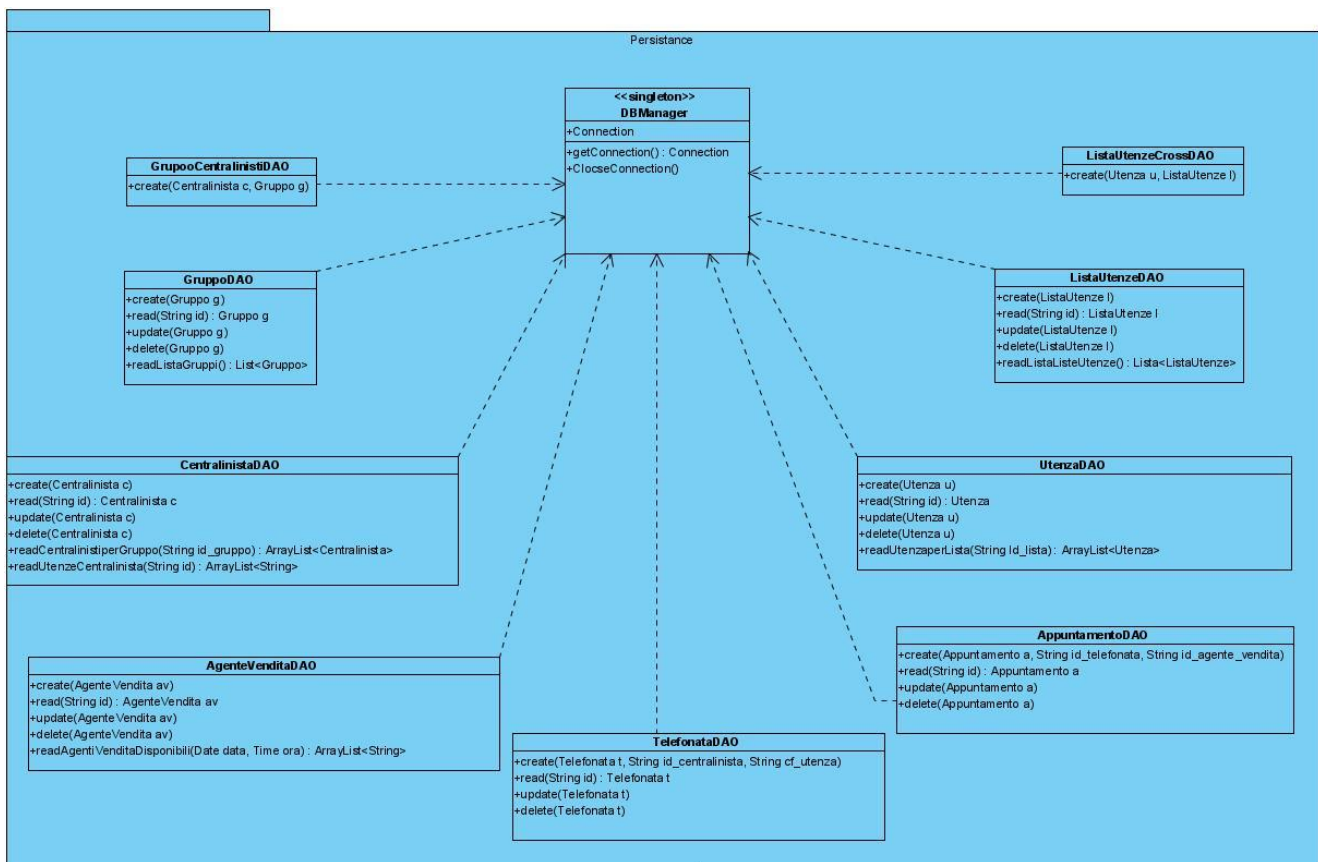 Persistance
<<singleton>>
DBManager
+Connection
+getConnection() : Connection
+ClocseConnection()
GrupooCentralinistiDAO
+create(Centralinista c, Gruppo g)
ListaUtenzeCrossDAO
+create(Utenza u, ListaUtenze l)
GruppoDAO
+create(Gruppo g)
+read(String id) : Gruppo g
+update(Gruppo g)
+delete(Gruppo g)
+readListaGruppi() : List<Gruppo>
ListaUtenzeDAO
+create(ListaUtenze l)
+read(String id) : ListaUtenze l
+update(ListaUtenze l)
+delete(ListaUtenze l)
+readListaListeUtenze() : Lista<ListaUtenze>
CentralinistaDAO
+create(Centralinista c)
+read(String id) : Centralinista c
+update(Centralinista c)
+delete(Centralinista c)
+readCentralinistiperGruppo(String id_gruppo) : ArrayList<Centralinista>
+readUtenzeCentralinista(String id) : ArrayList<String>
UtenzaDAO
+create(Utenza u)
+read(String id) : Utenza
+update(Utenza u)
+delete(Utenza u)
+readUtenzaperLista(String Id_lista) : ArrayList<Utenza>
AgenteVenditaDAO
+create(AgenteVendita av)
+read(String id) : AgenteVendita av
+update(AgenteVendita av)
+delete(AgenteVendita av)
+readAgentiVenditaDisponibili(Date data, Time ora) : ArrayList<String>
AppuntamentoDAO
+create(Appuntamento a, String id_telefonata, String id_agente_vendita)
+read(String id) : Appuntamento a
+update(Appuntamento a)
+delete(Appuntamento a)
TelefonataDAO
+create(Telefonata t, String id_centralinista, String cf_utenza)
+read(String id) : Telefonata t
+update(Telefonata t)
+delete(Telefonata t)